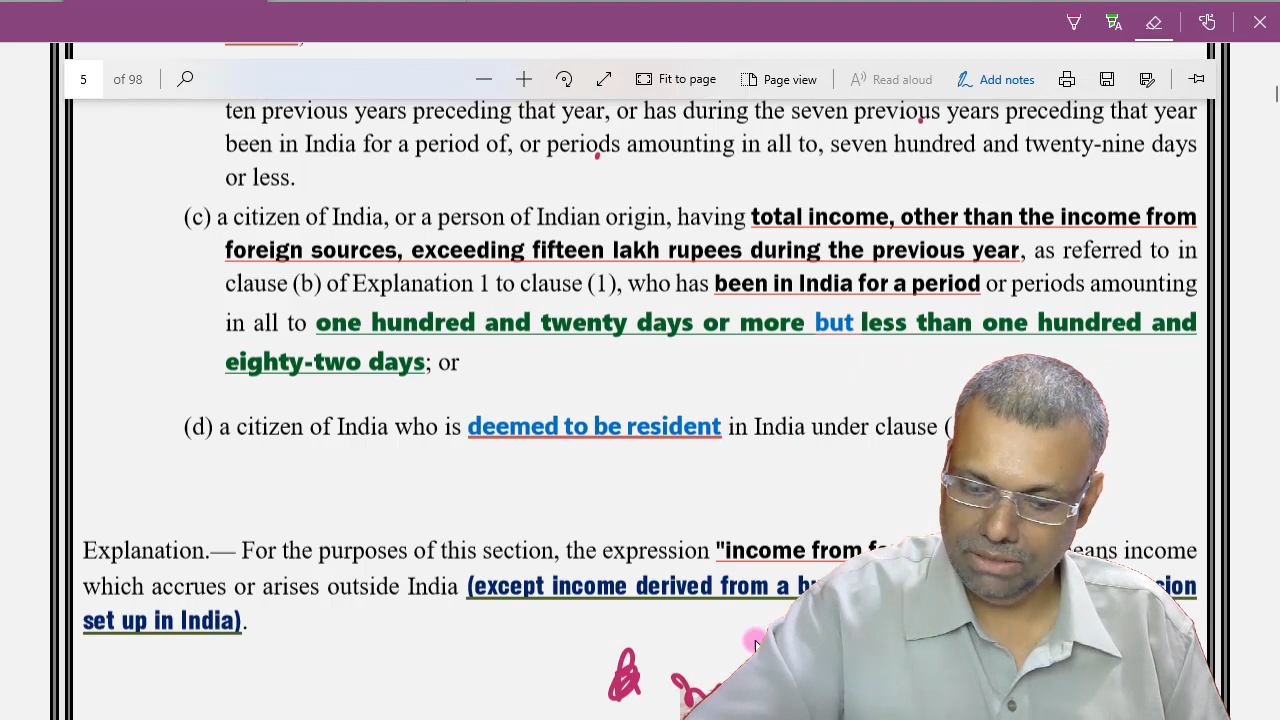 5 of 98 Fit to page Page view Read aloud Add notes
ten previous years preceding that year, or has during the seven previous years preceding that year
been in India for a period of, or periods amounting in all to, seven hundred and twenty-nine days
or less.
(c) a citizen of India, or a person of Indian origin, having total income, other than the income from
foreign sources, exceeding fifteen lakh rupees during the previous year, as referred to in
clause (b) of Explanation 1 to clause (1), who has been in India for a period or periods amounting
in all to one hundred and twenty days or more but less than one hundred and
eighty-two days; or
(d) a citizen of India who is deemed to be resident in India under clause (
Explanation.— For the purposes of this section, the expression "income from income
which accrues or arises outside India (except income derived from a
set up in India).